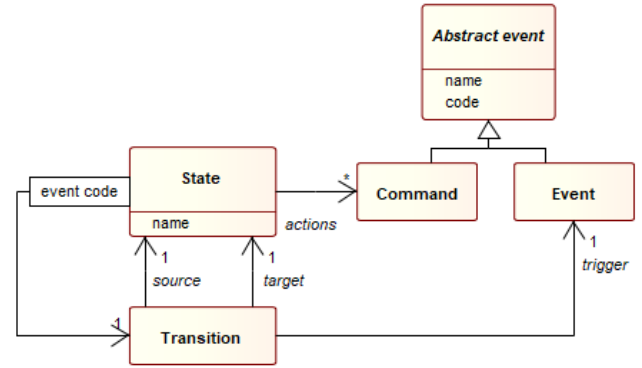 Abstract event
name
code
event code
State
name
*
actions
Command
Event
1
source
1
target
1
trigger
1
Transition